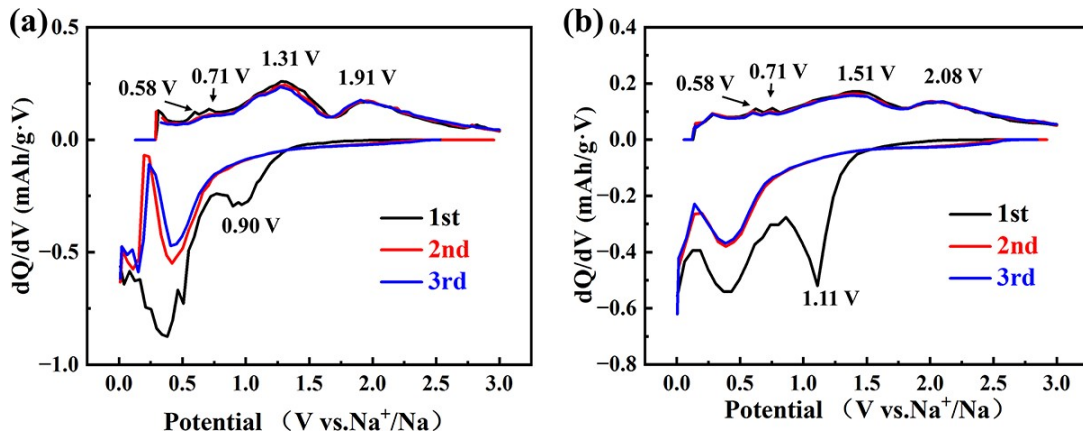 (a)
0.5
0.0
−0.5
−1.0
dQ/dV (mAh/g·V)
0.58 V
0.71 V
1.31 V
1.91 V
0.90 V
1st
2nd
3rd
0.0 0.5 1.0 1.5 2.0 2.5 3.0
Potential （V vs.Na⁺/Na)
(b)
0.4
0.2
0.0
−0.2
−0.4
−0.6
−0.8
dQ/dV (mAh/g·V)
0.58 V
0.71 V
1.51 V
2.08 V
1.11 V
1st
2nd
3rd
0.0 0.5 1.0 1.5 2.0 2.5 3.0
Potential （V vs.Na⁺/Na)